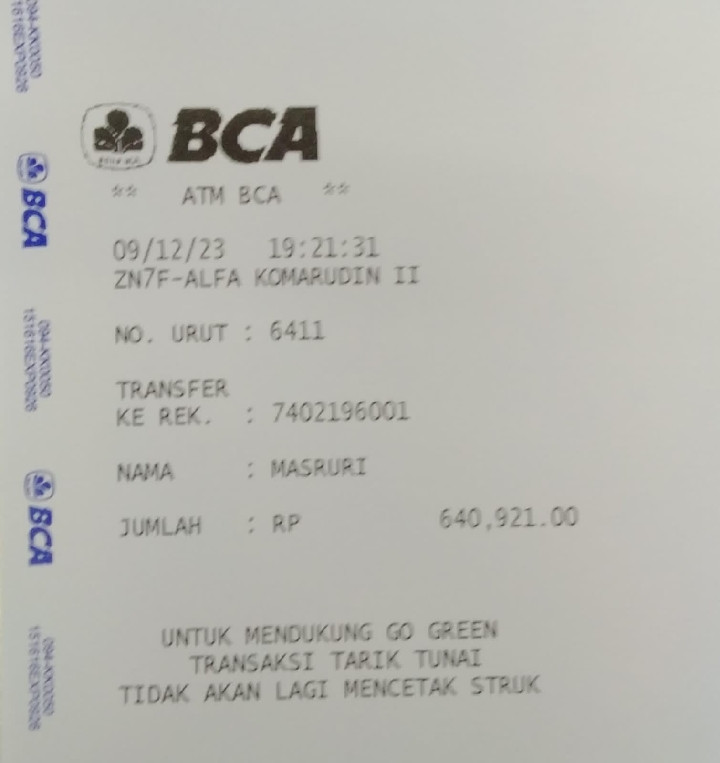 BCA
** ATM BCA **
09/12/23 19:21:31
ZN7F-ALFA KOMARUDIN II
NO. URUT : 6411
TRANSFER
KE REK. : 7402196001
NAMA : MASRURI
JUMLAH : RP 640,921.00
UNTUK MENDUKUNG GO GREEN
TRANSAKSI TARIK TUNAI
TIDAK AKAN LAGI MENCETAK STRUK
BCA
BCA